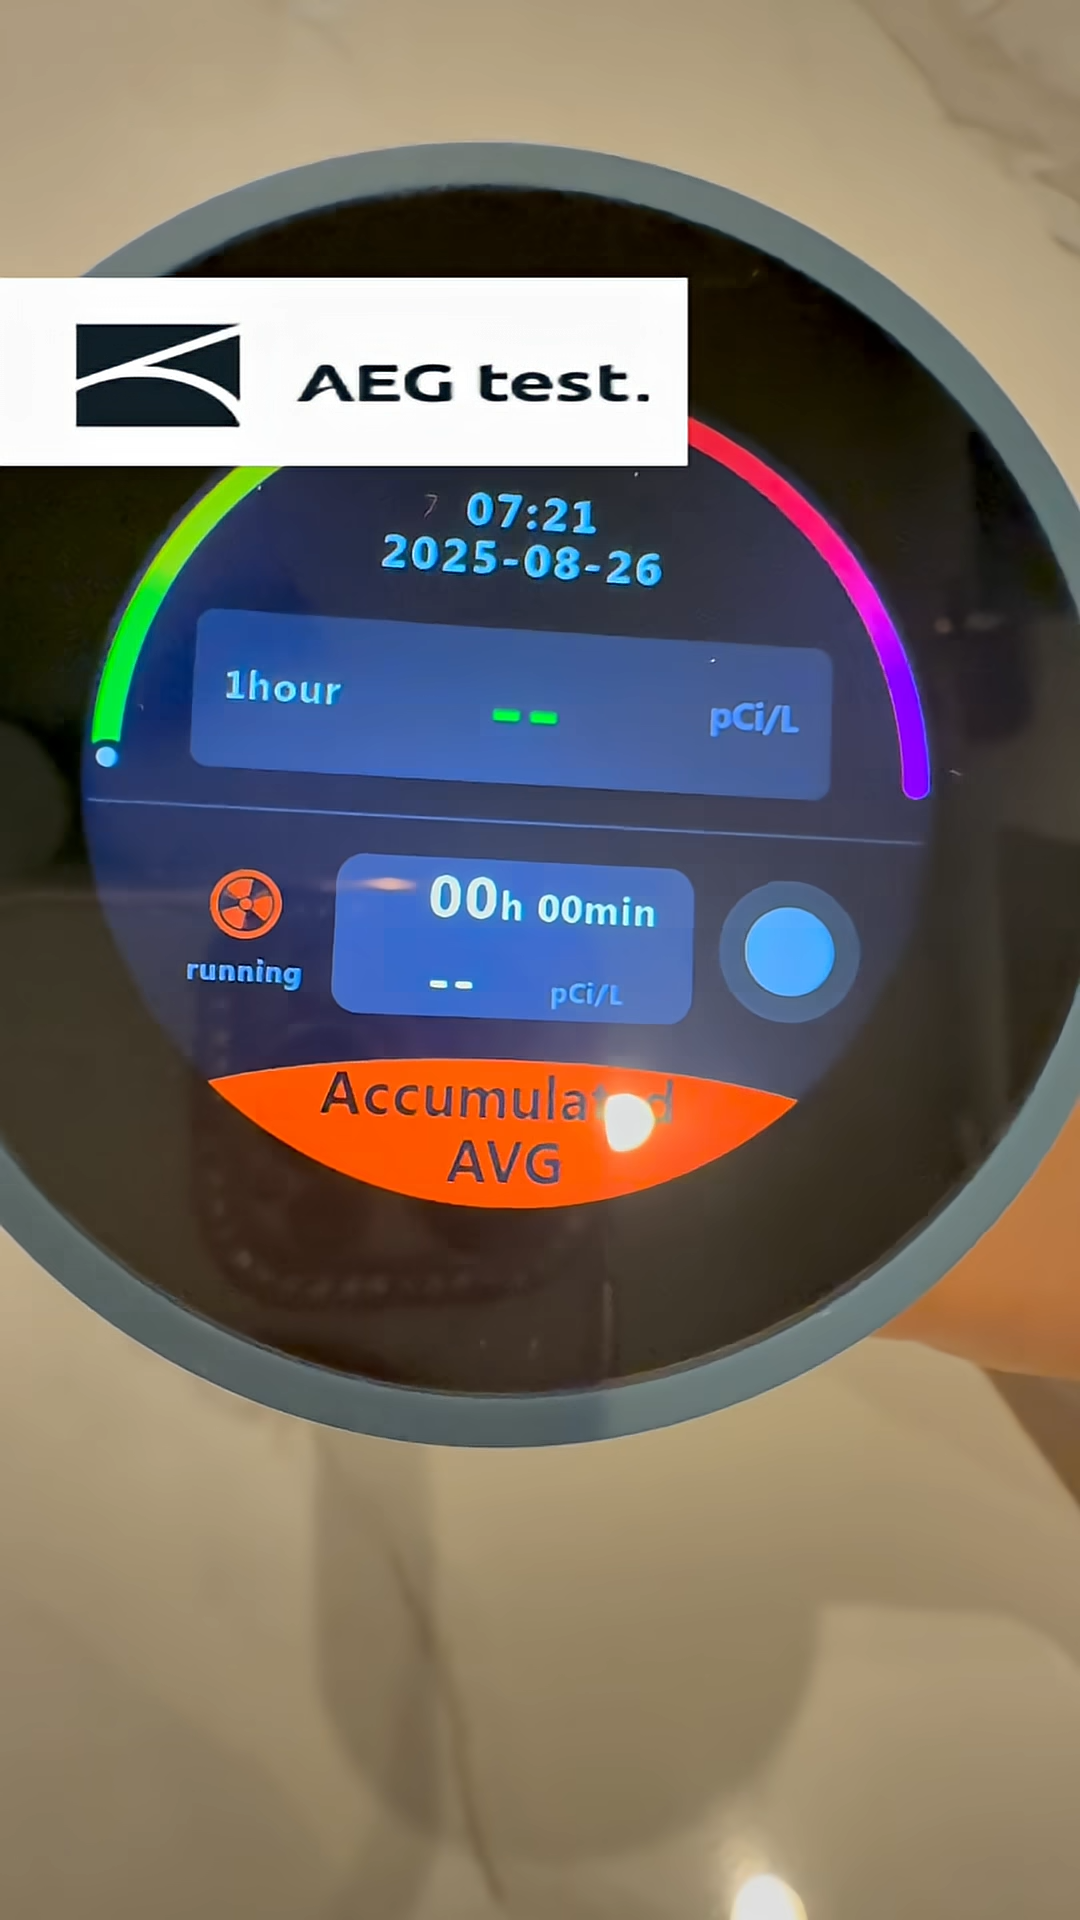 AEG test.
07:21
2025-08-26
1hour -- pCi/L
00h 00min
-- pCi/L
running
Accumulated
AVG